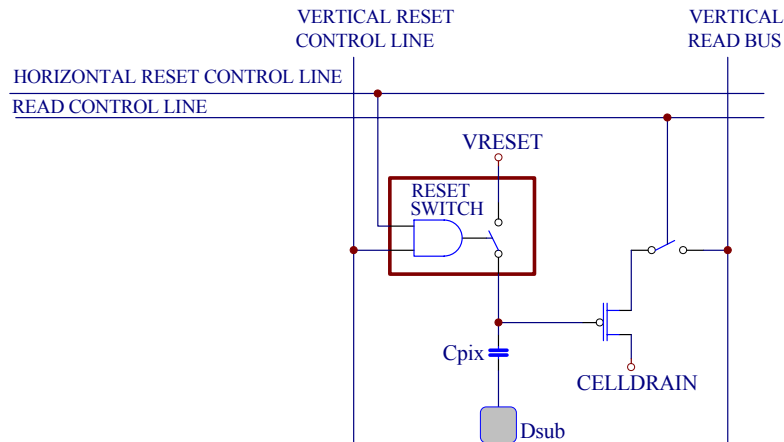 VERTICAL RESET
CONTROL LINE
VERTICAL
READ BUS
HORIZONTAL RESET CONTROL LINE
READ CONTROL LINE
VRESET
RESET
SWITCH
Cpix
CELLDRAIN
Dsub